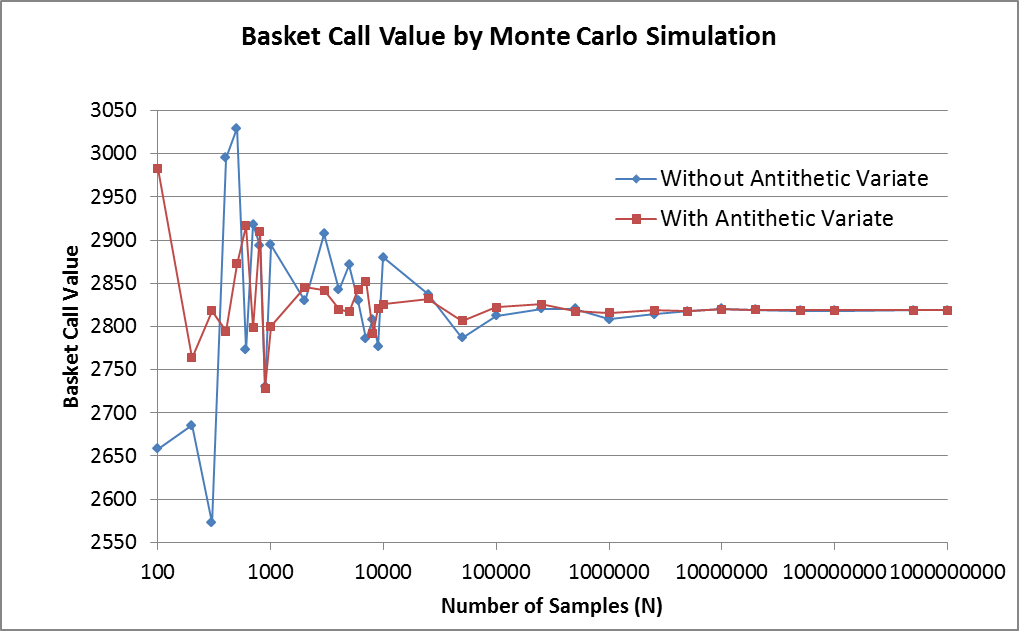 Basket Call Value by Monte Carlo Simulation
3050
3000
2950
2900
2850
2800
2750
2700
2650
2600
2550
Basket Call Value
Without Antithetic Variate
With Antithetic Variate
100 1000 10000 100000 1000000 10000000 100000000 1000000000
Number of Samples (N)